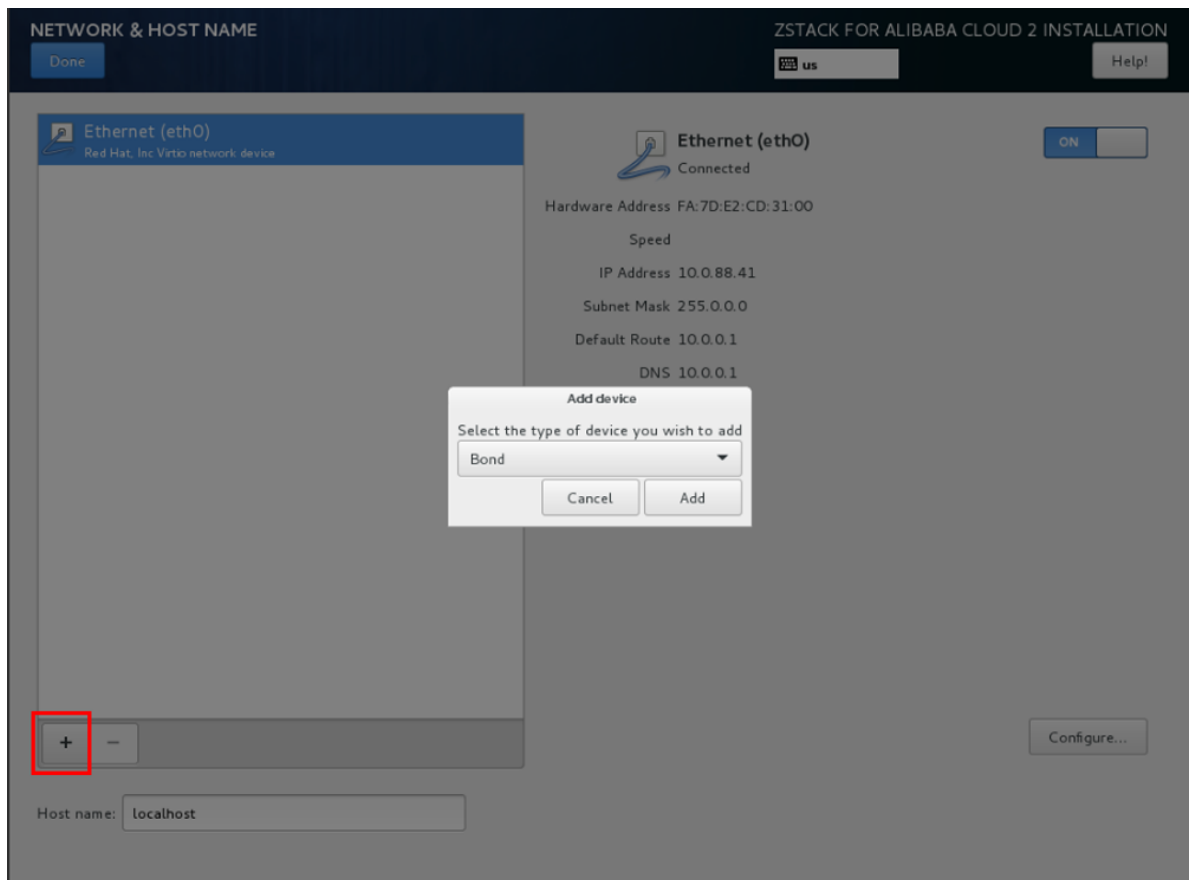 NETWORK & HOST NAME
ZSTACK FOR ALIBABA CLOUD 2 INSTALLATION
Done
us
Help!
Ethernet (eth0)
Red Hat, Inc Virtio network device
Ethernet (eth0)
Connected
ON
Hardware Address FA:7D:E2:CD:31:00
Speed
IP Address 10.0.88.41
Subnet Mask 255.0.0.0
Default Route 10.0.0.1
DNS 10.0.0.1
Add device
Select the type of device you wish to add
Bond
Cancel
Add
+
−
Configure...
Host name: localhost